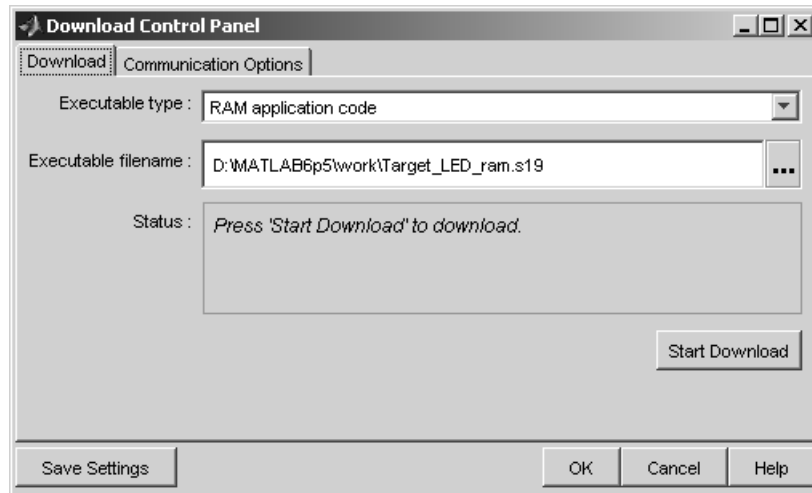 Download Control Panel
Download Communication Options
Executable type : RAM application code
Executable filename : D:\MATLAB6p5\work\Target_LED_ram.s19 ...
Status : Press 'Start Download' to download.
Start Download
Save Settings OK Cancel Help